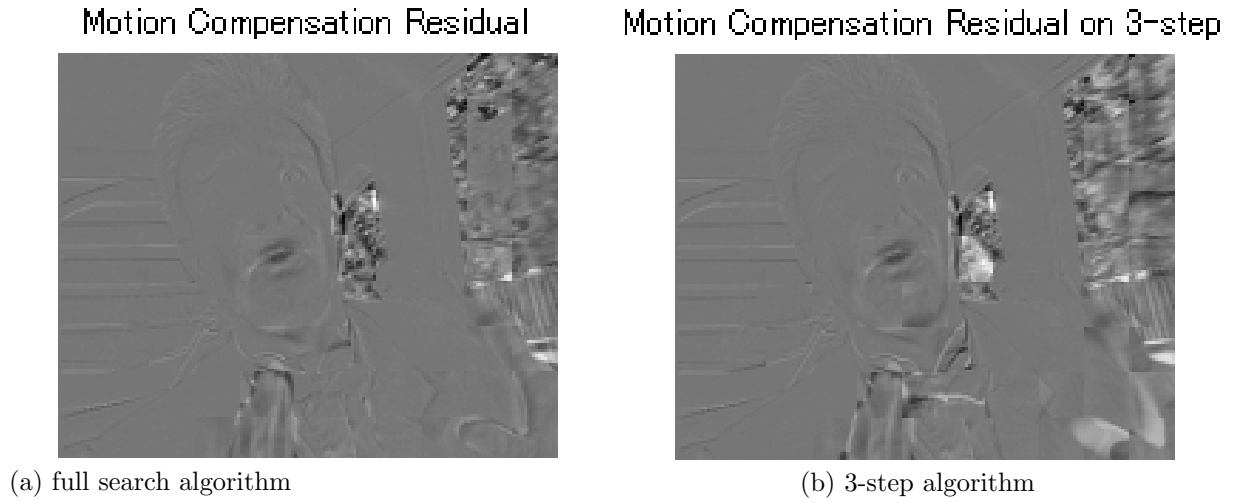 Motion Compensation Residual
Motion Compensation Residual on 3-step
(a) full search algorithm
(b) 3-step algorithm